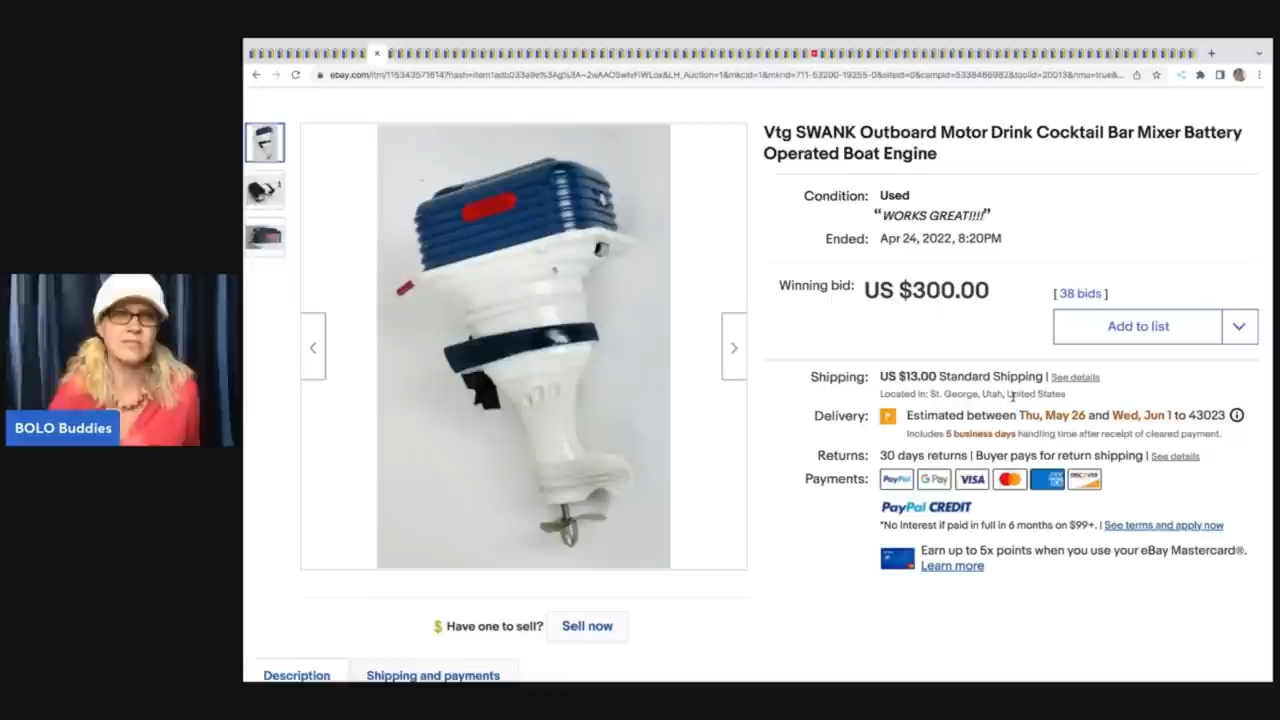 Vtg SWANK Outboard Motor Drink Cocktail Bar Mixer Battery
Operated Boat Engine
Condition: Used
“WORKS GREAT!!!!”
Ended: Apr 24, 2022, 8:20PM
Winning bid: US $300.00 [ 38 bids ]
Add to list
Shipping: US $13.00 Standard Shipping | See details
Located in: St. George, Utah, United States
Delivery: Estimated between Thu, May 26 and Wed, Jun 1 to 43023
Includes 5 business days handling time after receipt of cleared payment.
Returns: 30 days returns | Buyer pays for return shipping | See details
Payments: PayPal G Pay VISA DISCOVER
PayPal CREDIT
*No Interest if paid in full in 6 months on $99+. | See terms and apply now
Earn up to 5x points when you use your eBay Mastercard®.
Learn more
$ Have one to sell? Sell now
Description Shipping and payments
BOLO Buddies